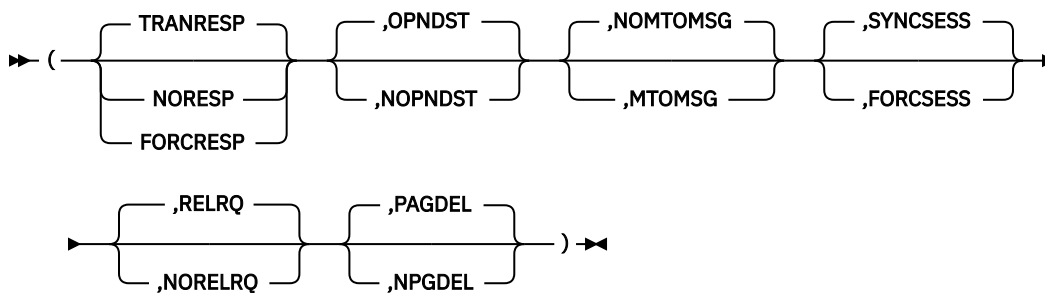 TRANRESP ,OPNDST ,NOMTOMSG ,SYNCSESS
(
NORESP ,NOPNDST ,MTOMSG ,FORCSESS
FORCRESP
,RELRQ ,PAGDEL
)
,NORELRQ ,NPGDEL